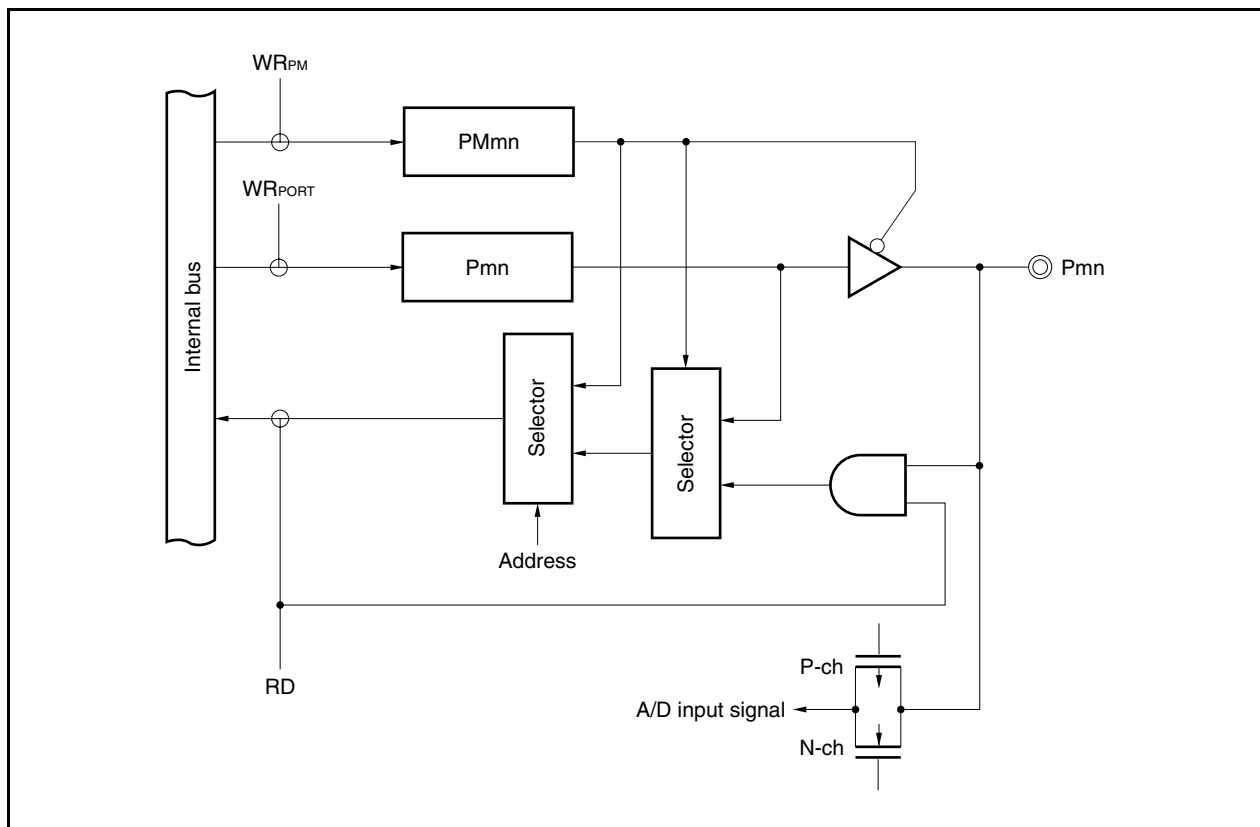 WRPM
PMmn
WRPORT
Pmn
Pmn
Internal bus
Selector
Selector
Address
RD
P-ch
A/D input signal
N-ch